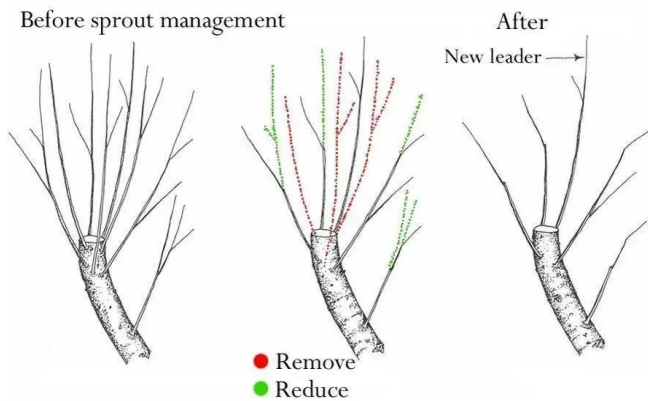 Before sprout management
After
New leader
Remove
Reduce